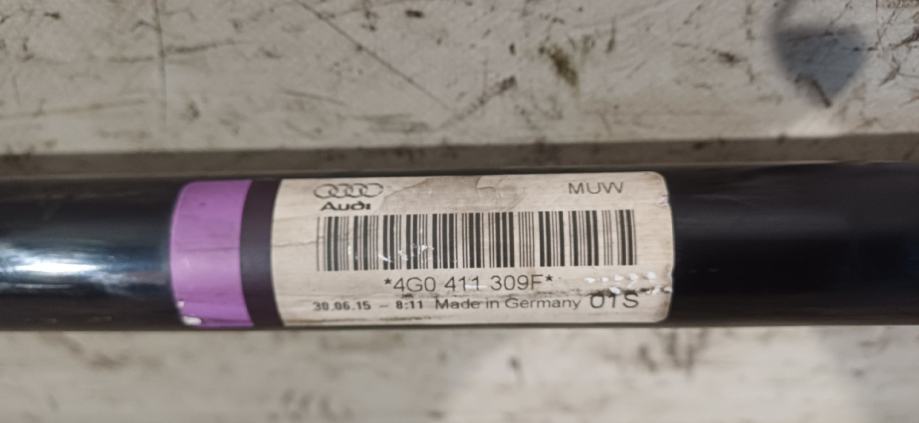 MUW
Audi
*4G0 411 309F*
30.06.15 - 8:11 Made in Germany 01S